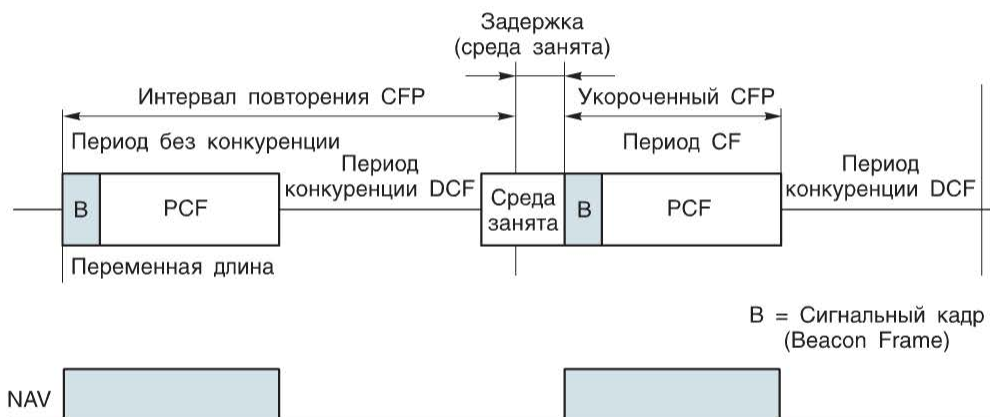 Задержка
(среда занята)
Интервал повторения CFP
Укороченный CFP
Период без конкуренции
Период CF
Период
конкуренции DCF
Период
конкуренции DCF
B
PCF
Среда
занята
B
PCF
Переменная длина
B = Сигнальный кадр
(Beacon Frame)
NAV